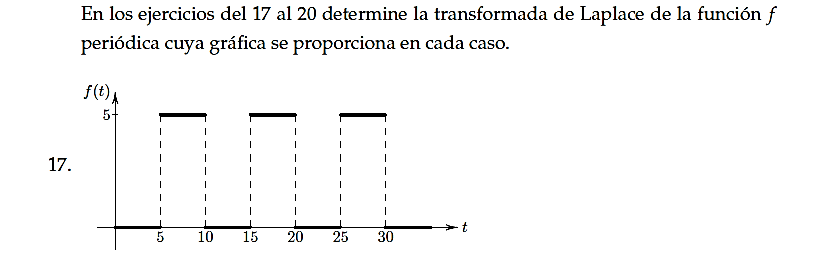 En los ejercicios del 17 al 20 determine la transformada de Laplace de la función f
periódica cuya gráfica se proporciona en cada caso.
f(t)
5
17.
t
5 10 15 20 25 30